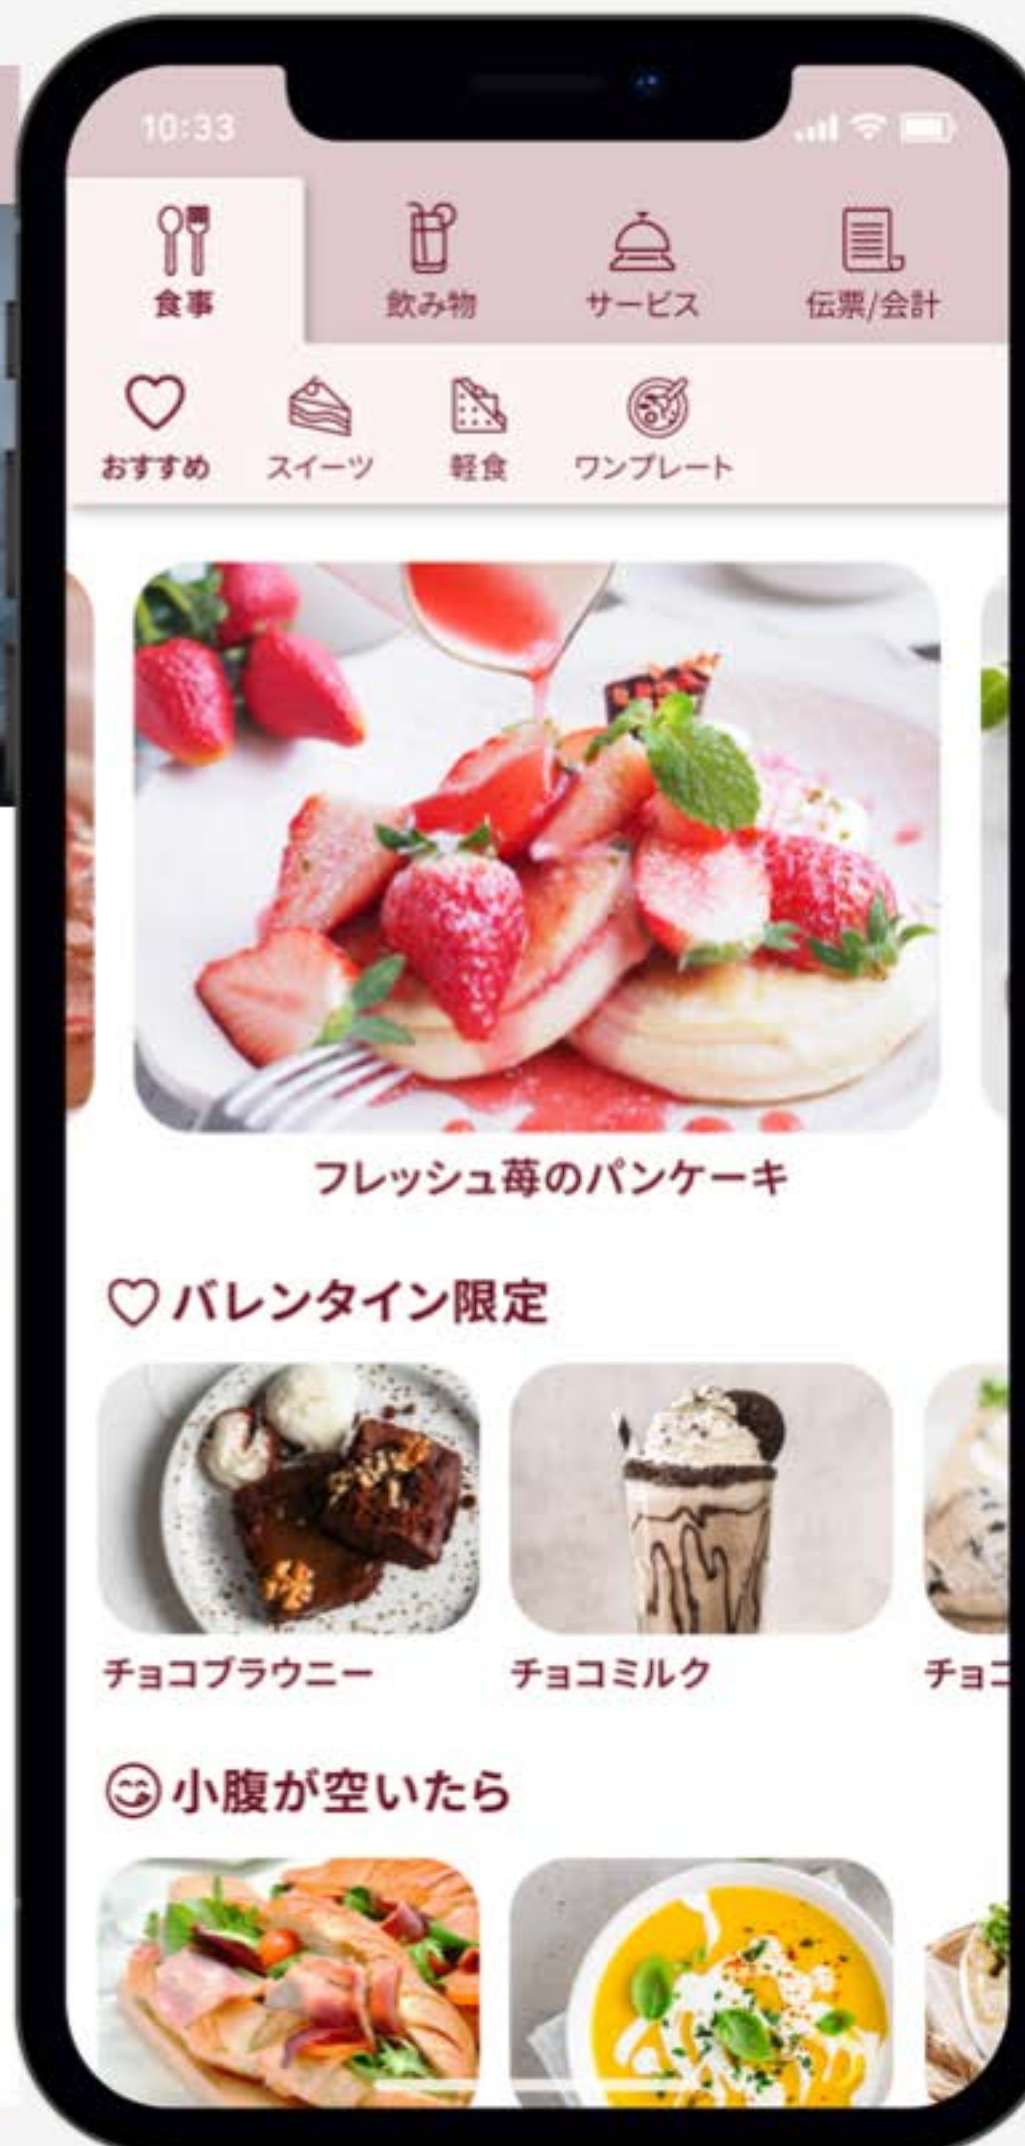 10:33
食事
飲み物
サービス
伝票/会計
おすすめ
スイーツ
軽食
ワンプレート
フレッシュ苺のパンケーキ
バレンタイン限定
チョコブラウニー
チョコミルク
チョコ
小腹が空いたら